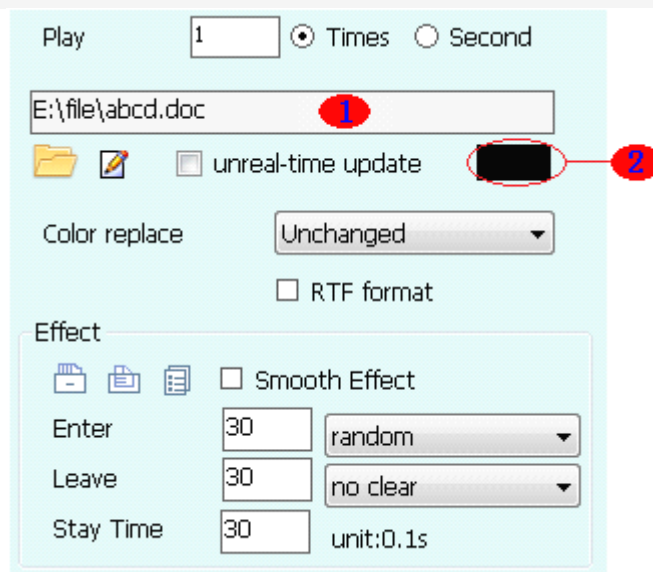 Play 1 Times Second
E:\file\abcd.doc 1
unreal-time update 2
Color replace Unchanged
RTF format
Effect
Smooth Effect
Enter 30 random
Leave 30 no clear
Stay Time 30 unit:0.1s